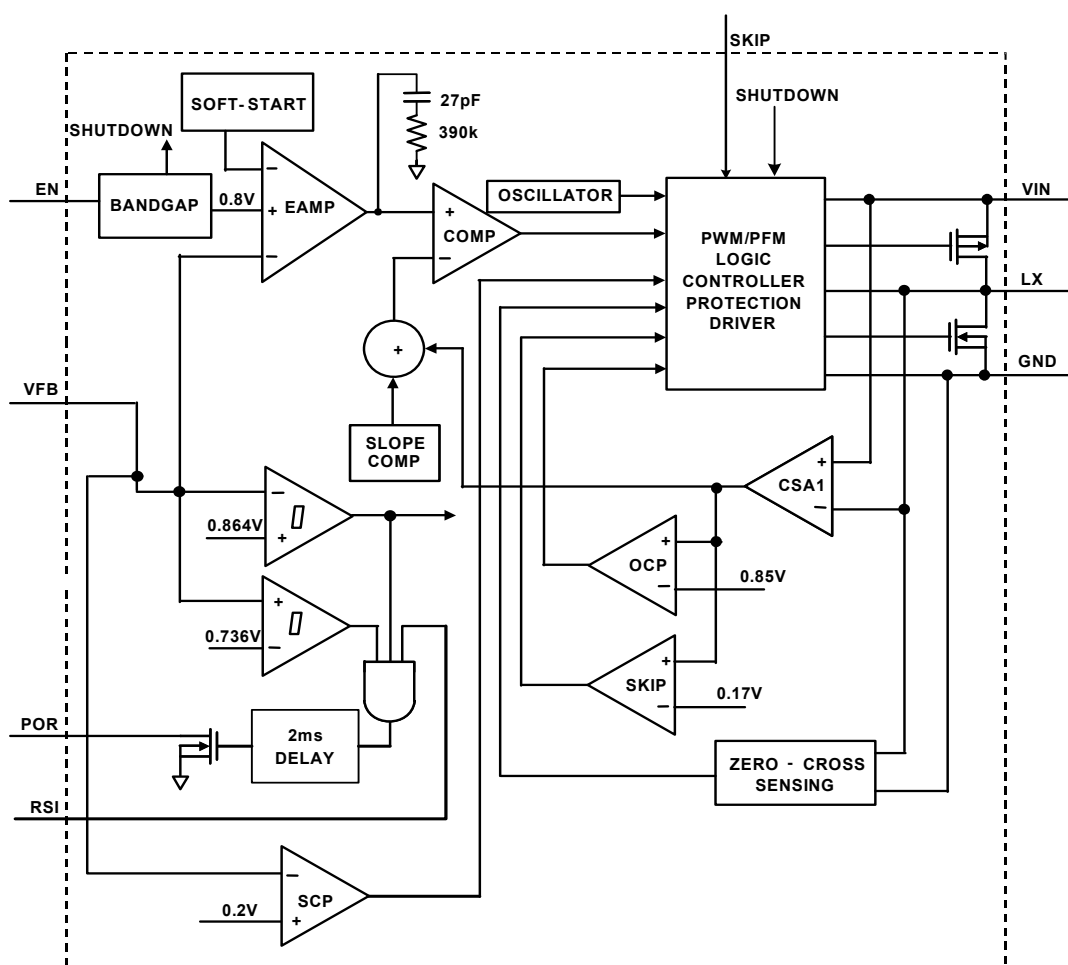 SKIP
SOFT-START
27pF
390k
SHUTDOWN
SHUTDOWN
EN
BANDGAP
0.8V
−
+
−
EAMP
+
−
COMP
OSCILLATOR
PWM/PFM
LOGIC
CONTROLLER
PROTECTION
DRIVER
VIN
LX
GND
+
VFB
SLOPE
COMP
+
−
CSA1
−
+
0.864V
+
−
OCP
0.85V
+
−
0.736V
+
−
SKIP
0.17V
POR
2ms
DELAY
ZERO - CROSS
SENSING
RSI
−
+
SCP
0.2V